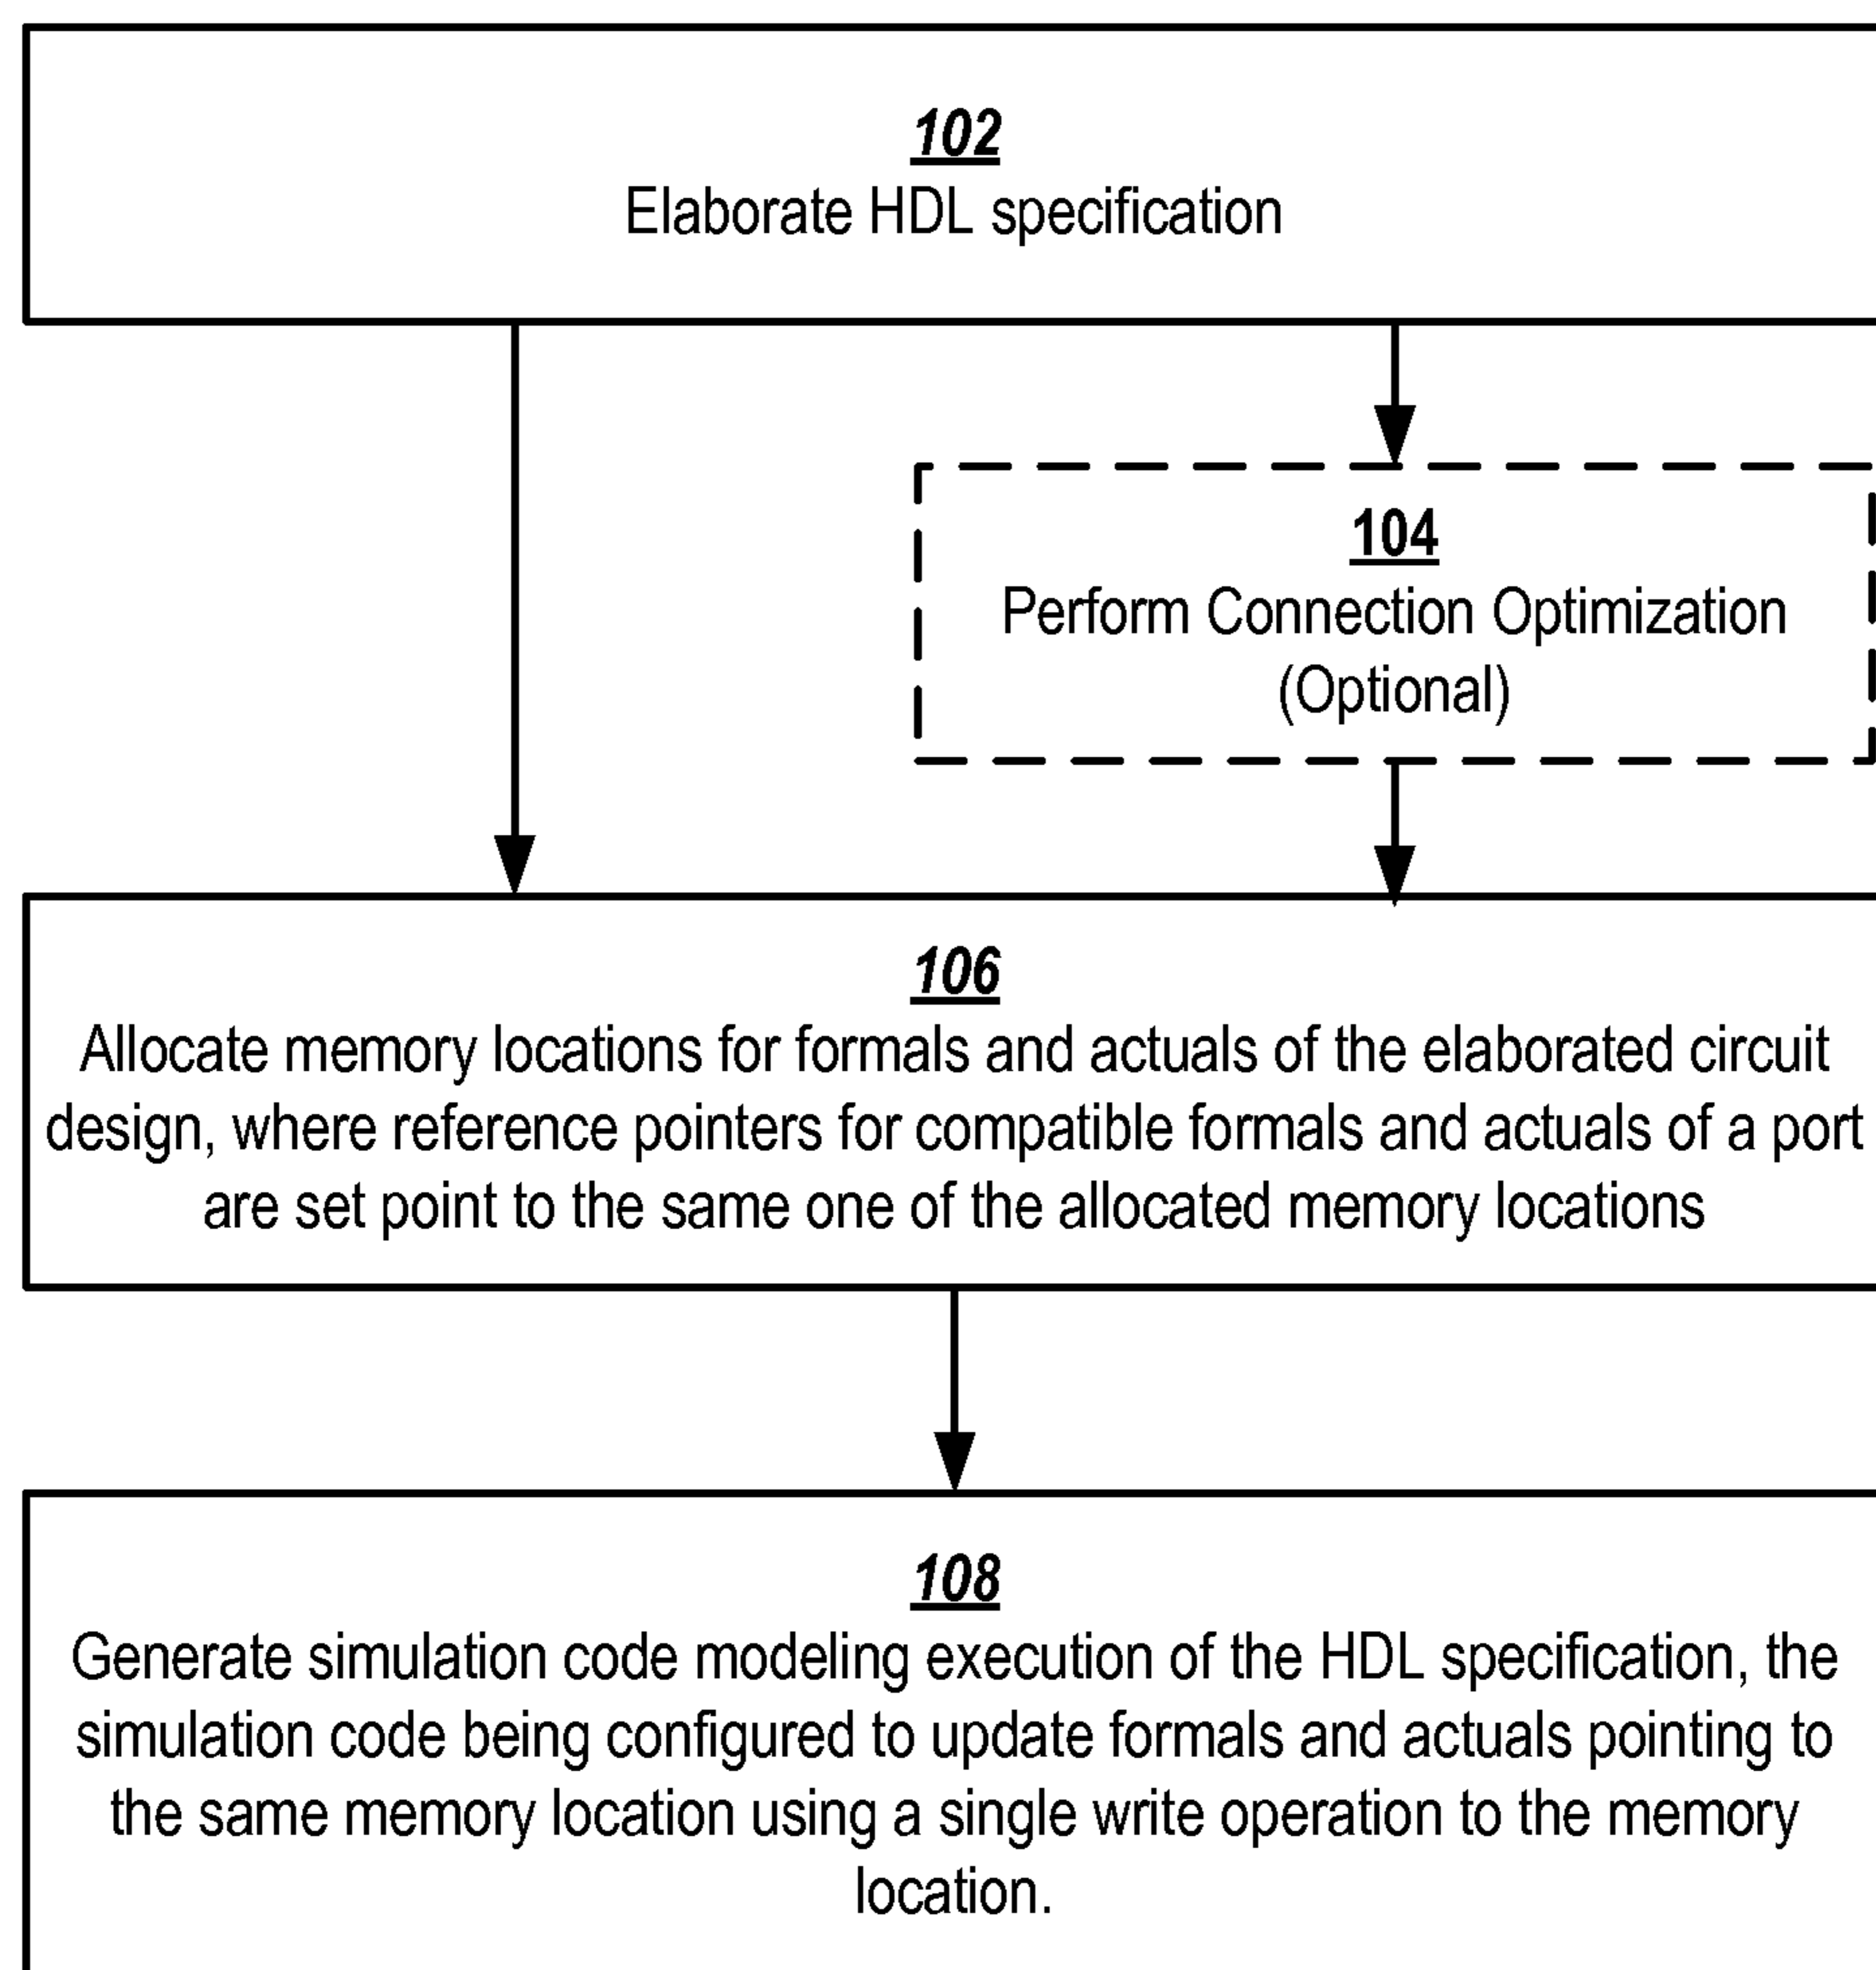 102
Elaborate HDL specification
104
Perform Connection Optimization
(Optional)
106
Allocate memory locations for formals and actuals of the elaborated circuit
design, where reference pointers for compatible formals and actuals of a port
are set point to the same one of the allocated memory locations
108
Generate simulation code modeling execution of the HDL specification, the
simulation code being configured to update formals and actuals pointing to
the same memory location using a single write operation to the memory
location.